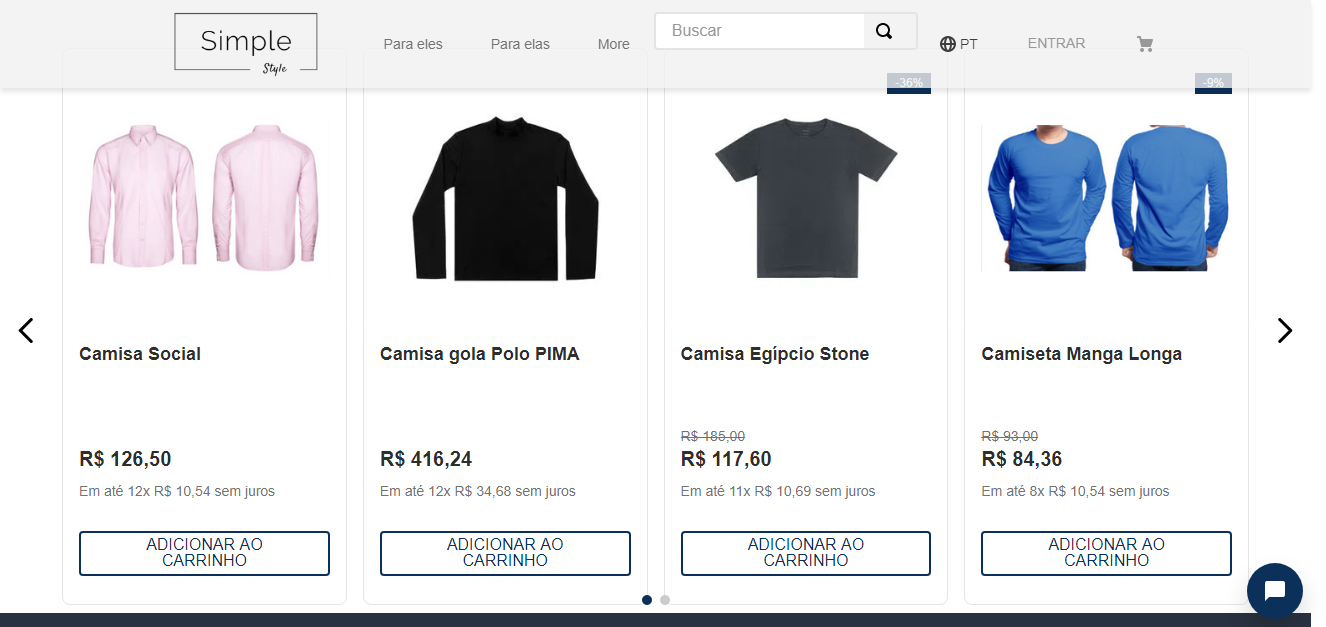 Simple
Style
Para eles
Para elas
More
Buscar
PT
ENTRAR
-36%
-9%
Camisa Social
Camisa gola Polo PIMA
Camisa Egípcio Stone
Camiseta Manga Longa
R$ 185,00
R$ 93,00
R$ 126,50
R$ 416,24
R$ 117,60
R$ 84,36
Em até 12x R$ 10,54 sem juros
Em até 12x R$ 34,68 sem juros
Em até 11x R$ 10,69 sem juros
Em até 8x R$ 10,54 sem juros
ADICIONAR AO
CARRINHO
ADICIONAR AO
CARRINHO
ADICIONAR AO
CARRINHO
ADICIONAR AO
CARRINHO